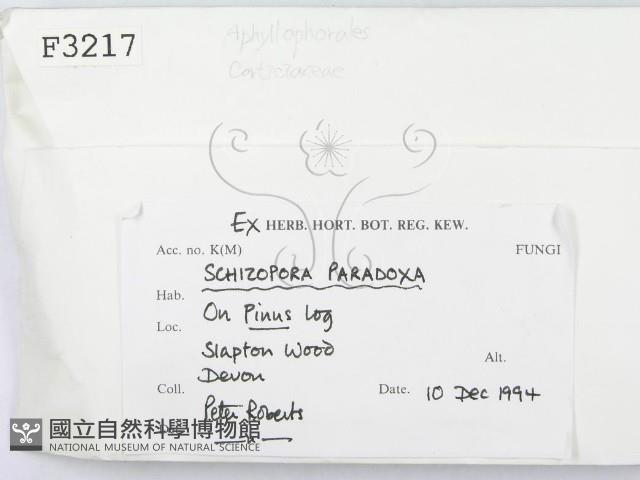 F3217
Aphyllophorales
Corticiaceae
Ex HERB. HORT. BOT. REG. KEW.
Acc. no. K(M) FUNGI
SCHIZOPORA PARADOXA
Hab. On Pinus log
Loc. Slapton Wood
Devon Alt.
Coll. Peter Roberts Date. 10 Dec 1994
國立自然科學博物館
NATIONAL MUSEUM OF NATURAL SCIENCE